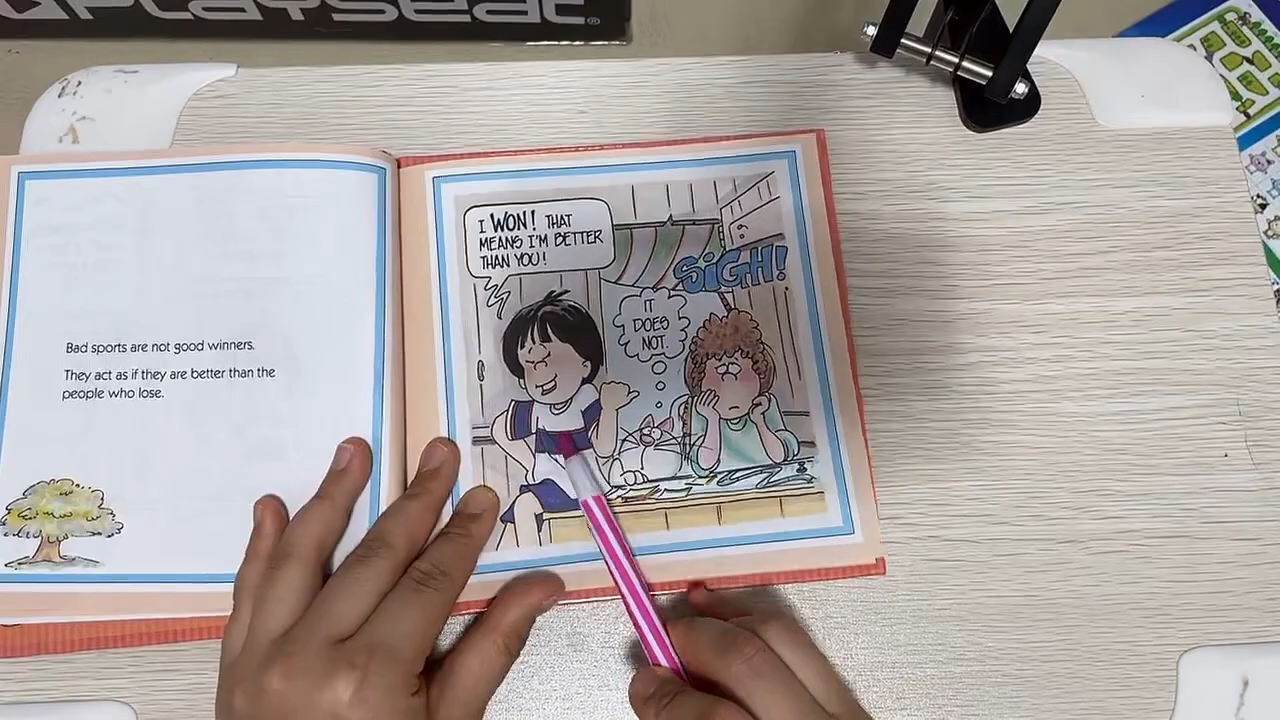 PLAYSEAT®
Bad sports are not good winners.
They act as if they are better than the
people who lose.
I WON! THAT
MEANS I'M BETTER
THAN YOU!
SIGH!
IT
DOES
NOT.